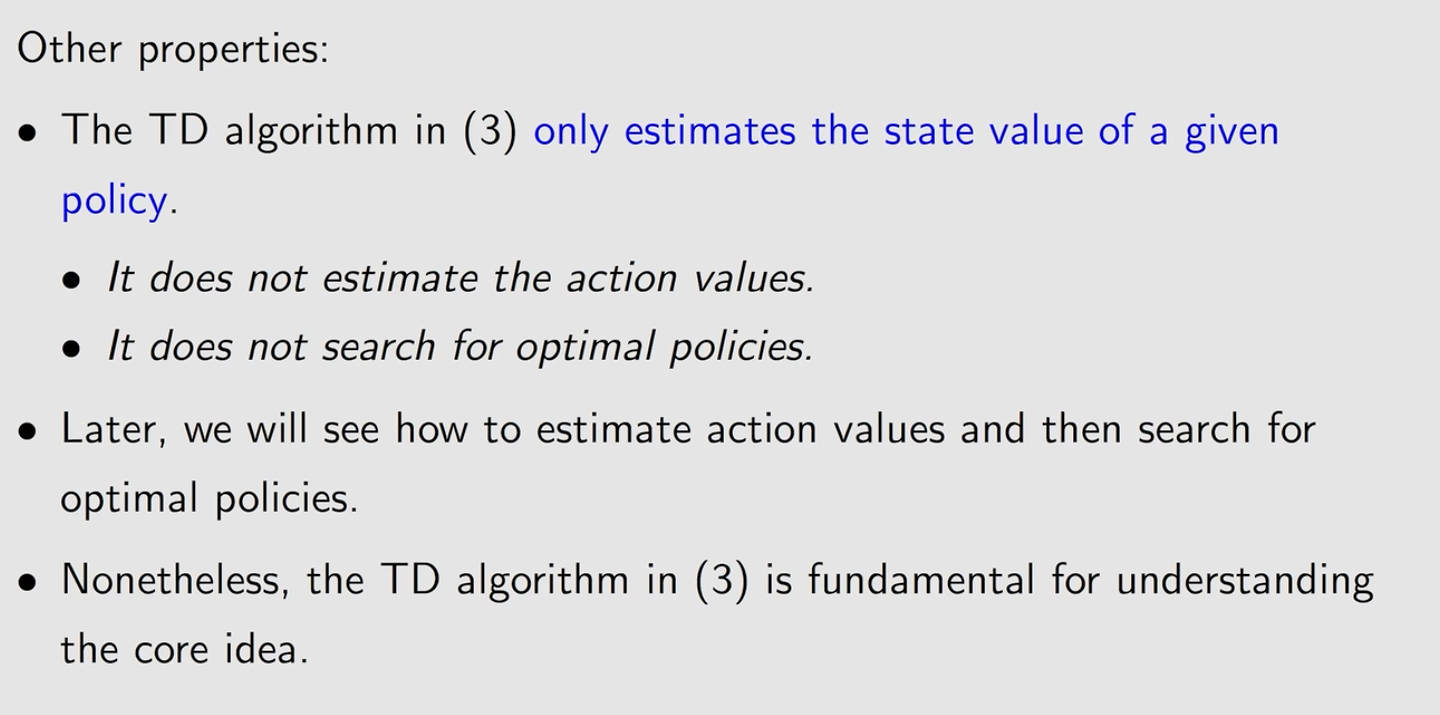 Other properties:
• The TD algorithm in (3) only estimates the state value of a given
policy.
• It does not estimate the action values.
• It does not search for optimal policies.
• Later, we will see how to estimate action values and then search for
optimal policies.
• Nonetheless, the TD algorithm in (3) is fundamental for understanding
the core idea.